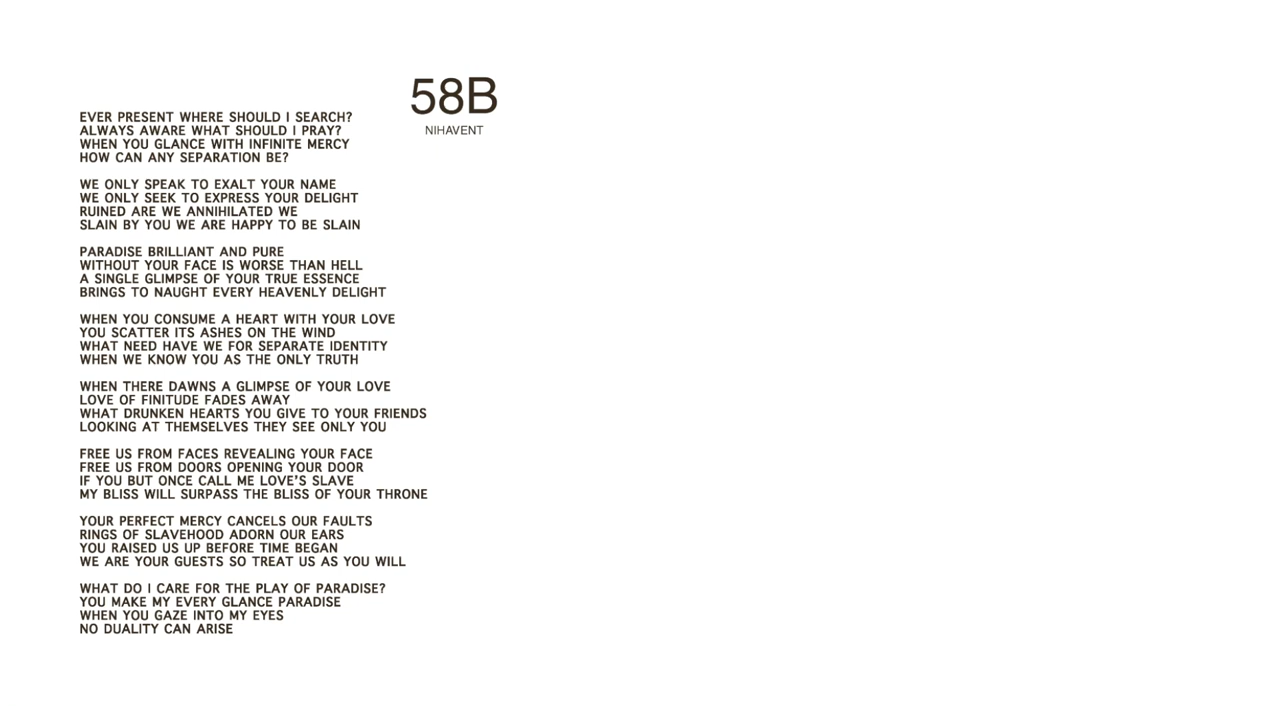 58B
NIHAVENT
EVER PRESENT WHERE SHOULD I SEARCH?
ALWAYS AWARE WHAT SHOULD I PRAY?
WHEN YOU GLANCE WITH INFINITE MERCY
HOW CAN ANY SEPARATION BE?
WE ONLY SPEAK TO EXALT YOUR NAME
WE ONLY SEEK TO EXPRESS YOUR DELIGHT
RUINED ARE WE ANNIHILATED WE
SLAIN BY YOU WE ARE HAPPY TO BE SLAIN
PARADISE BRILLIANT AND PURE
WITHOUT YOUR FACE IS WORSE THAN HELL
A SINGLE GLIMPSE OF YOUR TRUE ESSENCE
BRINGS TO NAUGHT EVERY HEAVENLY DELIGHT
WHEN YOU CONSUME A HEART WITH YOUR LOVE
YOU SCATTER ITS ASHES ON THE WIND
WHAT NEED HAVE WE FOR SEPARATE IDENTITY
WHEN WE KNOW YOU AS THE ONLY TRUTH
WHEN THERE DAWNS A GLIMPSE OF YOUR LOVE
LOVE OF FINITUDE FADES AWAY
WHAT DRUNKEN HEARTS YOU GIVE TO YOUR FRIENDS
LOOKING AT THEMSELVES THEY SEE ONLY YOU
FREE US FROM FACES REVEALING YOUR FACE
FREE US FROM DOORS OPENING YOUR DOOR
IF YOU BUT ONCE CALL ME LOVE'S SLAVE
MY BLISS WILL SURPASS THE BLISS OF YOUR THRONE
YOUR PERFECT MERCY CANCELS OUR FAULTS
RINGS OF SLAVEHOOD ADORN OUR EARS
YOU RAISED US UP BEFORE TIME BEGAN
WE ARE YOUR GUESTS SO TREAT US AS YOU WILL
WHAT DO I CARE FOR THE PLAY OF PARADISE?
YOU MAKE MY EVERY GLANCE PARADISE
WHEN YOU GAZE INTO MY EYES
NO DUALITY CAN ARISE